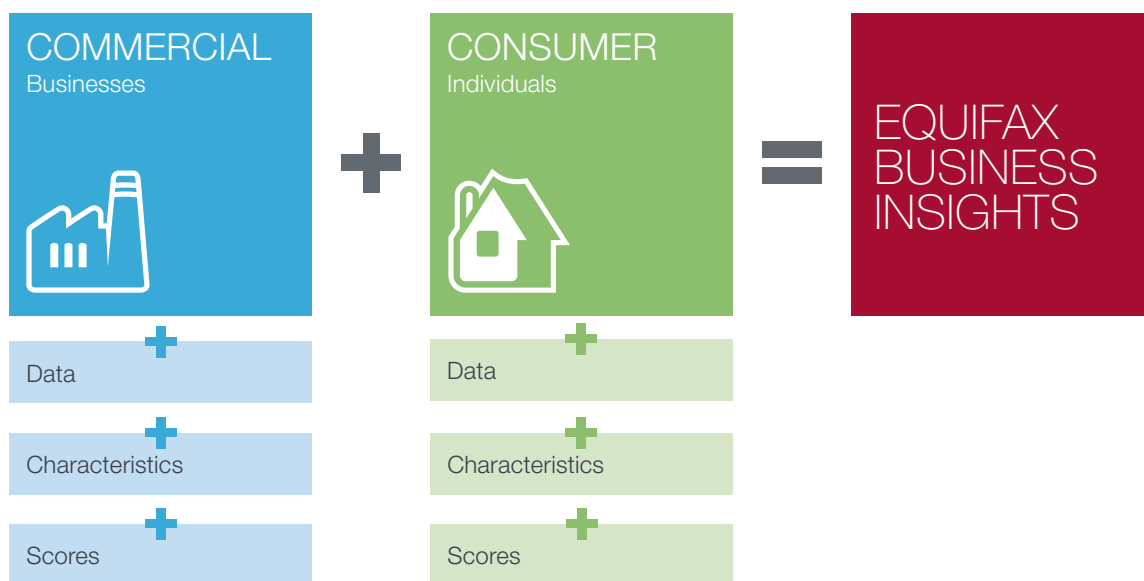 COMMERCIAL
Businesses
Data
Characteristics
Scores
CONSUMER
Individuals
Data
Characteristics
Scores
EQUIFAX
BUSINESS
INSIGHTS